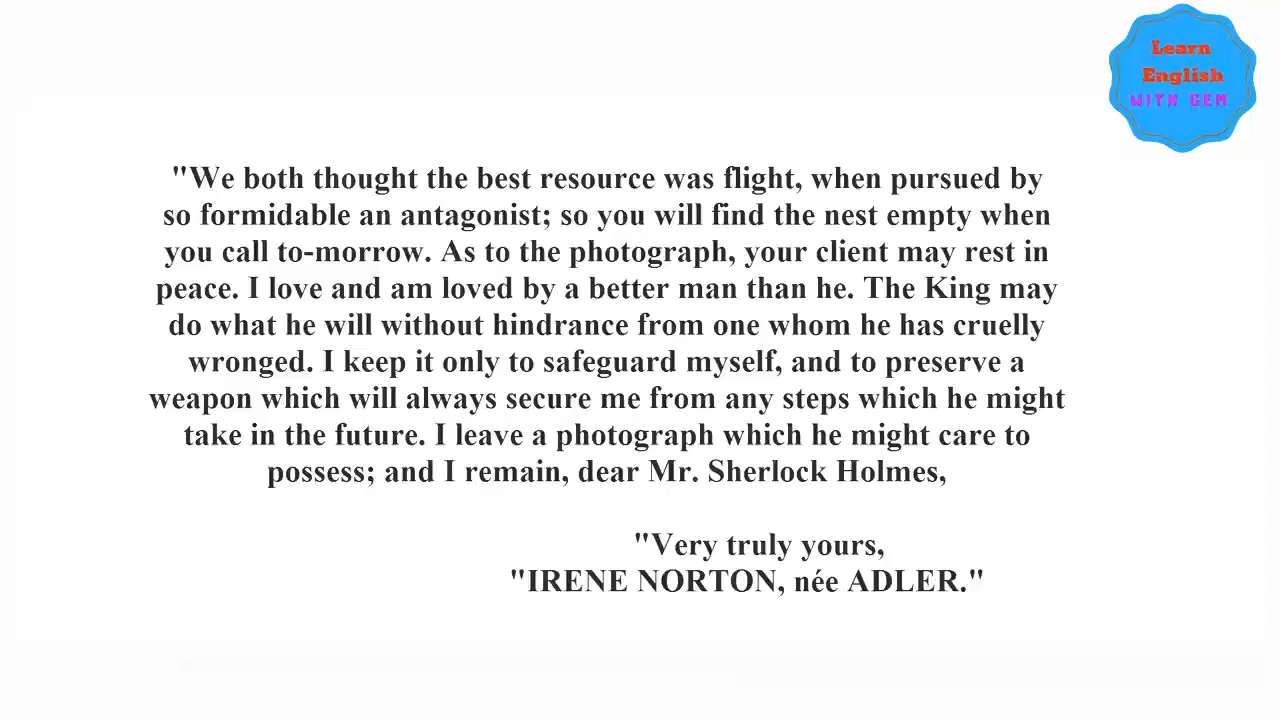 Learn
English
WITH GEM
"We both thought the best resource was flight, when pursued by
so formidable an antagonist; so you will find the nest empty when
you call to-morrow. As to the photograph, your client may rest in
peace. I love and am loved by a better man than he. The King may
do what he will without hindrance from one whom he has cruelly
wronged. I keep it only to safeguard myself, and to preserve a
weapon which will always secure me from any steps which he might
take in the future. I leave a photograph which he might care to
possess; and I remain, dear Mr. Sherlock Holmes,
"Very truly yours,
"IRENE NORTON, née ADLER."